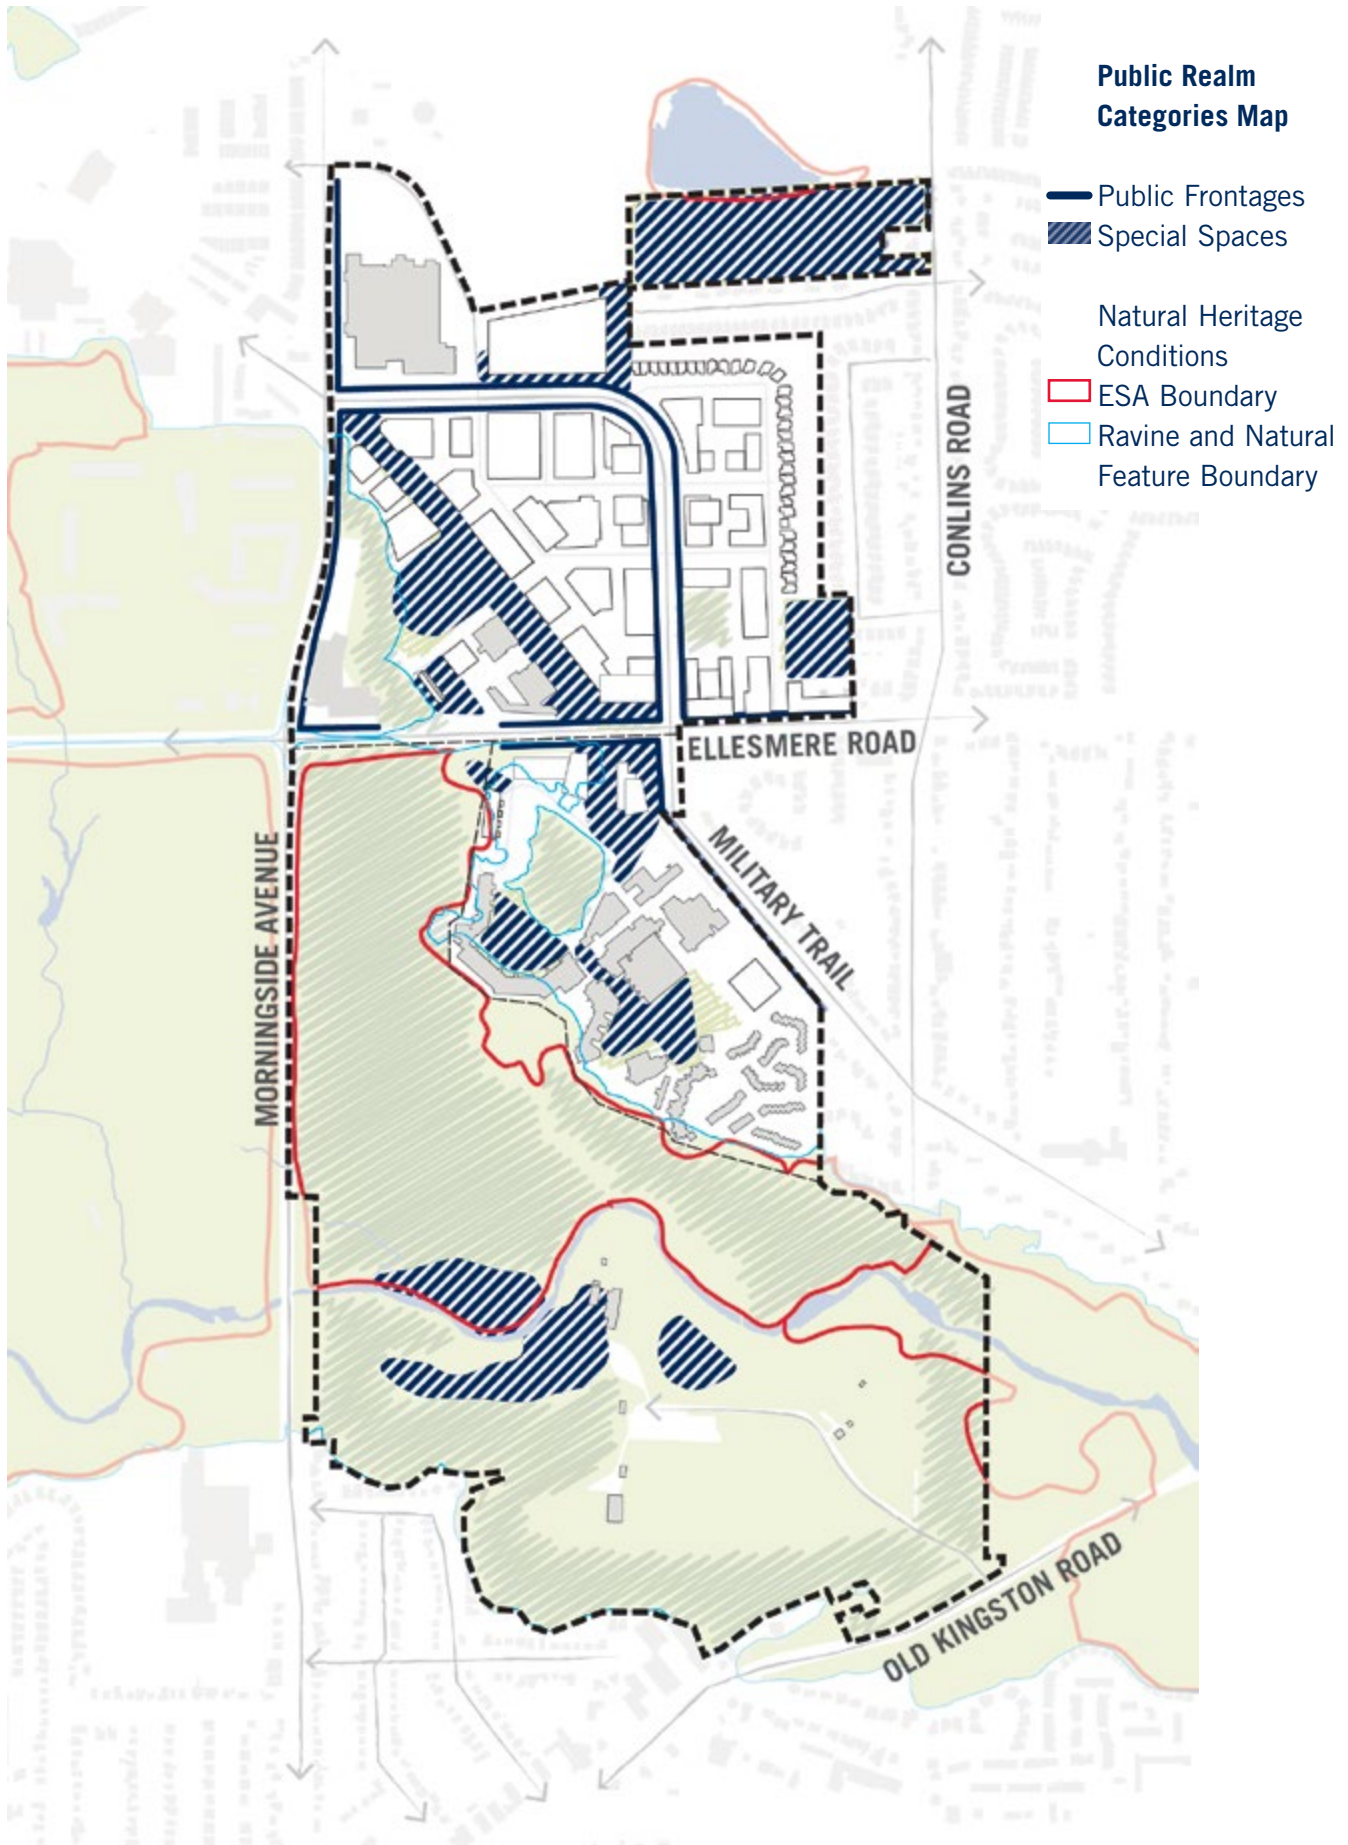 Public Realm
Categories Map
Public Frontages
Special Spaces
Natural Heritage
Conditions
ESA Boundary
Ravine and Natural
Feature Boundary
CONLINS ROAD
ELLESMERE ROAD
MILITARY TRAIL
MORNINGSIDE AVENUE
OLD KINGSTON ROAD